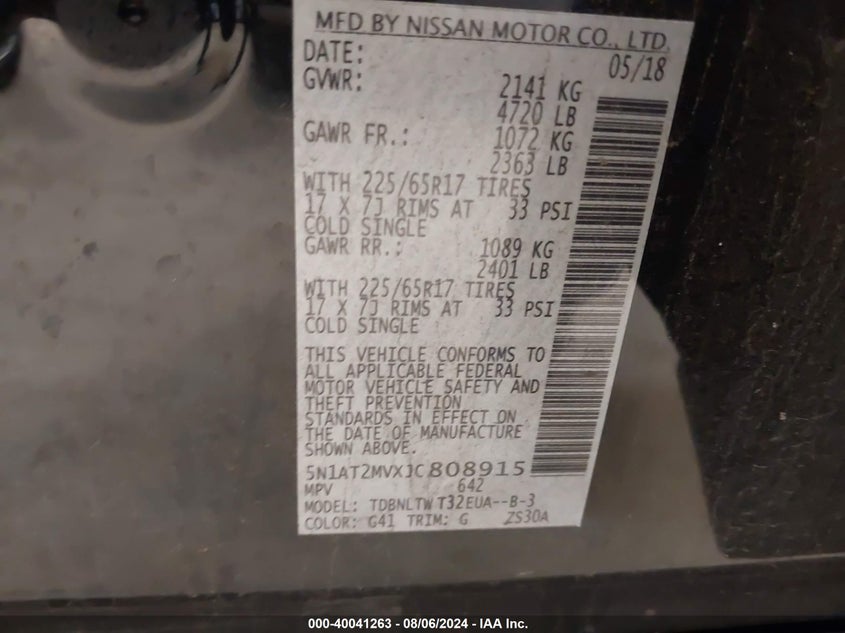 MFD BY NISSAN MOTOR CO., LTD.
DATE: 05/18
GVWR: 2141 KG
4720 LB
GAWR FR.: 1072 KG
2363 LB
WITH 225/65R17 TIRES
17 X 7J RIMS AT 33 PSI
COLD SINGLE
GAWR RR.: 1089 KG
2401 LB
WITH 225/65R17 TIRES
17 X 7J RIMS AT 33 PSI
COLD SINGLE
THIS VEHICLE CONFORMS TO
ALL APPLICABLE FEDERAL
MOTOR VEHICLE SAFETY AND
THEFT PREVENTION
STANDARDS IN EFFECT ON
THE DATE OF MANUFACTURE
SHOWN ABOVE.
5N1AT2MVXJC808915
MPV 642
MODEL: TDBNLTW T32EUA--B-3
COLOR: G41 TRIM: G ZS30A
000-40041263 - 08/06/2024 - IAA Inc.